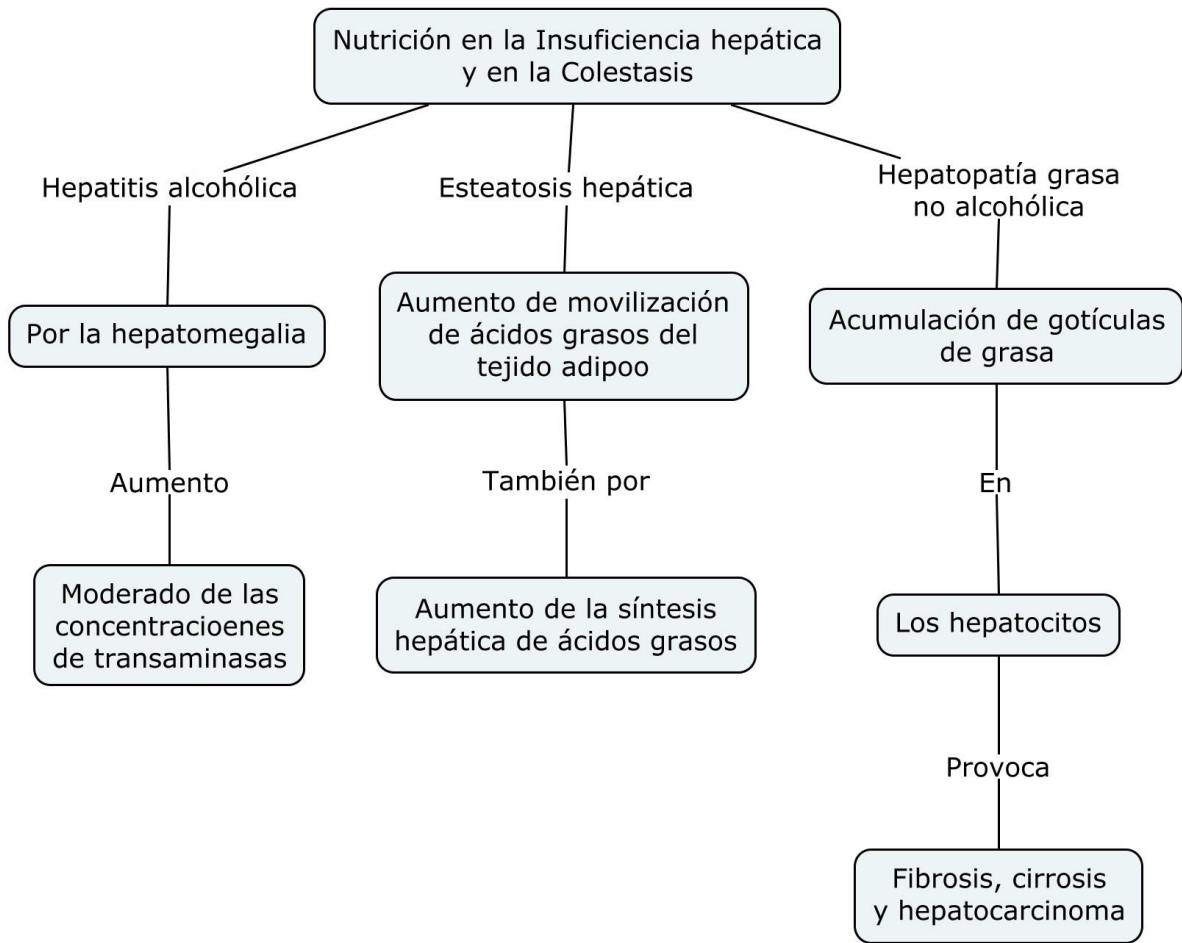 Nutrición en la Insuficiencia hepática
y en la Colestasis
Hepatitis alcohólica
Esteatosis hepática
Hepatopatía grasa
no alcohólica
Por la hepatomegalia
Aumento de movilización
de ácidos grasos del
tejido adipoo
Acumulación de gotículas
de grasa
Aumento
También por
En
Moderado de las
concentracioenes
de transaminasas
Aumento de la síntesis
hepática de ácidos grasos
Los hepatocitos
Provoca
Fibrosis, cirrosis
y hepatocarcinoma